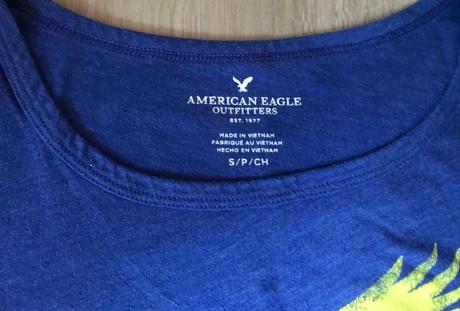 AMERICAN EAGLE
OUTFITTERS
EST. 1977
MADE IN VIETNAM
FABRIQUÉ AU VIETNAM
HECHO EN VIETNAM
S/P/CH